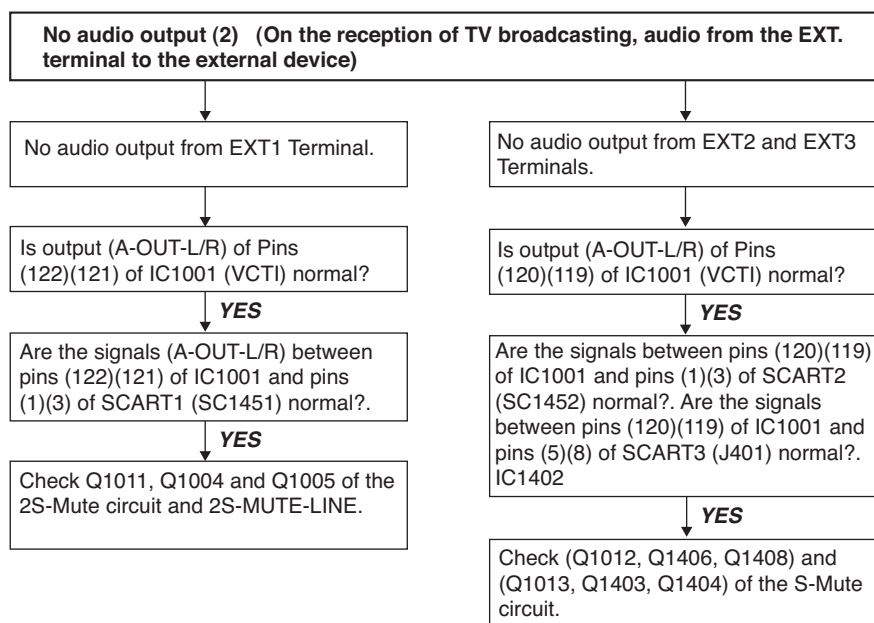 No audio output (2) (On the reception of TV broadcasting, audio from the EXT.
terminal to the external device)
No audio output from EXT1 Terminal.
Is output (A-OUT-L/R) of Pins
(122)(121) of IC1001 (VCTI) normal?
YES
Are the signals (A-OUT-L/R) between
pins (122)(121) of IC1001 and pins
(1)(3) of SCART1 (SC1451) normal?.
YES
Check Q1011, Q1004 and Q1005 of the
2S-Mute circuit and 2S-MUTE-LINE.
No audio output from EXT2 and EXT3
Terminals.
Is output (A-OUT-L/R) of Pins
(120)(119) of IC1001 (VCTI) normal?
YES
Are the signals between pins (120)(119)
of IC1001 and pins (1)(3) of SCART2
(SC1452) normal?. Are the signals
between pins (120)(119) of IC1001 and
pins (5)(8) of SCART3 (J401) normal?.
IC1402
YES
Check (Q1012, Q1406, Q1408) and
(Q1013, Q1403, Q1404) of the S-Mute
circuit.